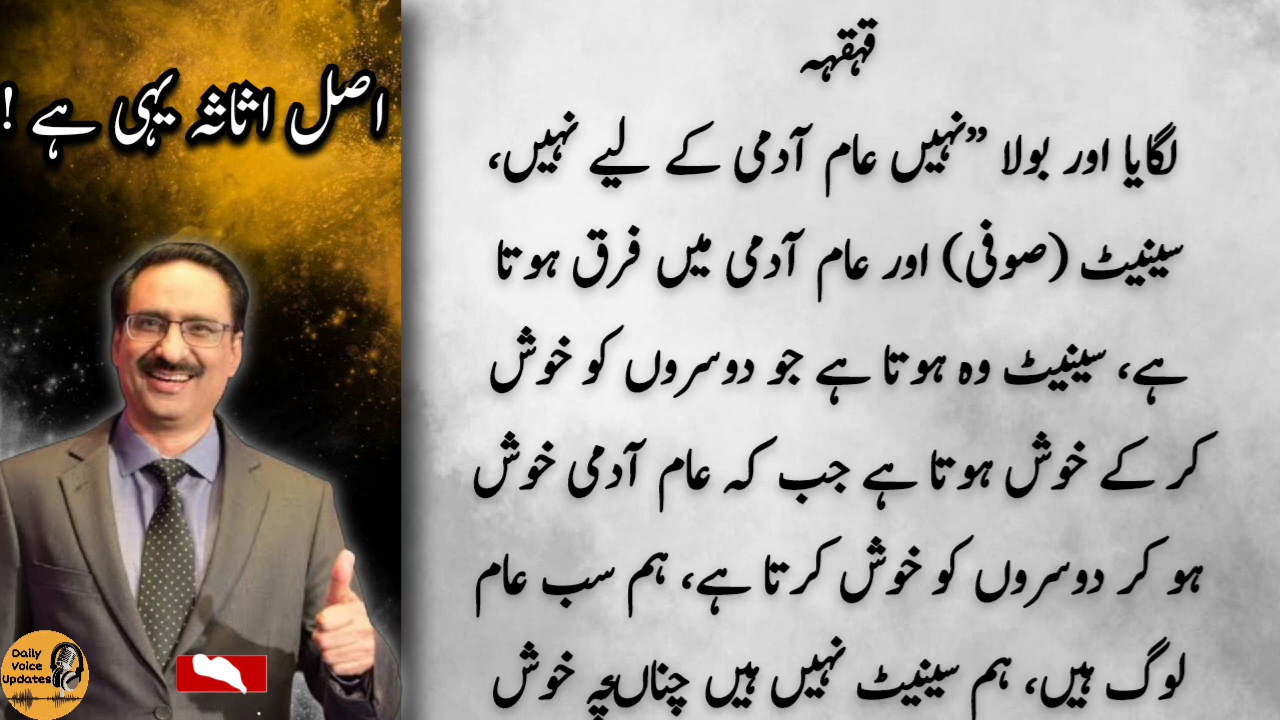 اصل اثاثہ یہی ہے !
قہقہہ
لگایا اور بولا ”نہیں عام آدمی کے لیے نہیں،
سینیٹ (صوفی) اور عام آدمی میں فرق ہوتا
ہے، سینیٹ وہ ہوتا ہے جو دوسروں کو خوش
کر کے خوش ہوتا ہے جب کہ عام آدمی خوش
ہو کر دوسروں کو خوش کرتا ہے، ہم سب عام
لوگ ہیں، ہم سینیٹ نہیں ہیں چناں‌چہ خوش
Daily
Voice
Updates